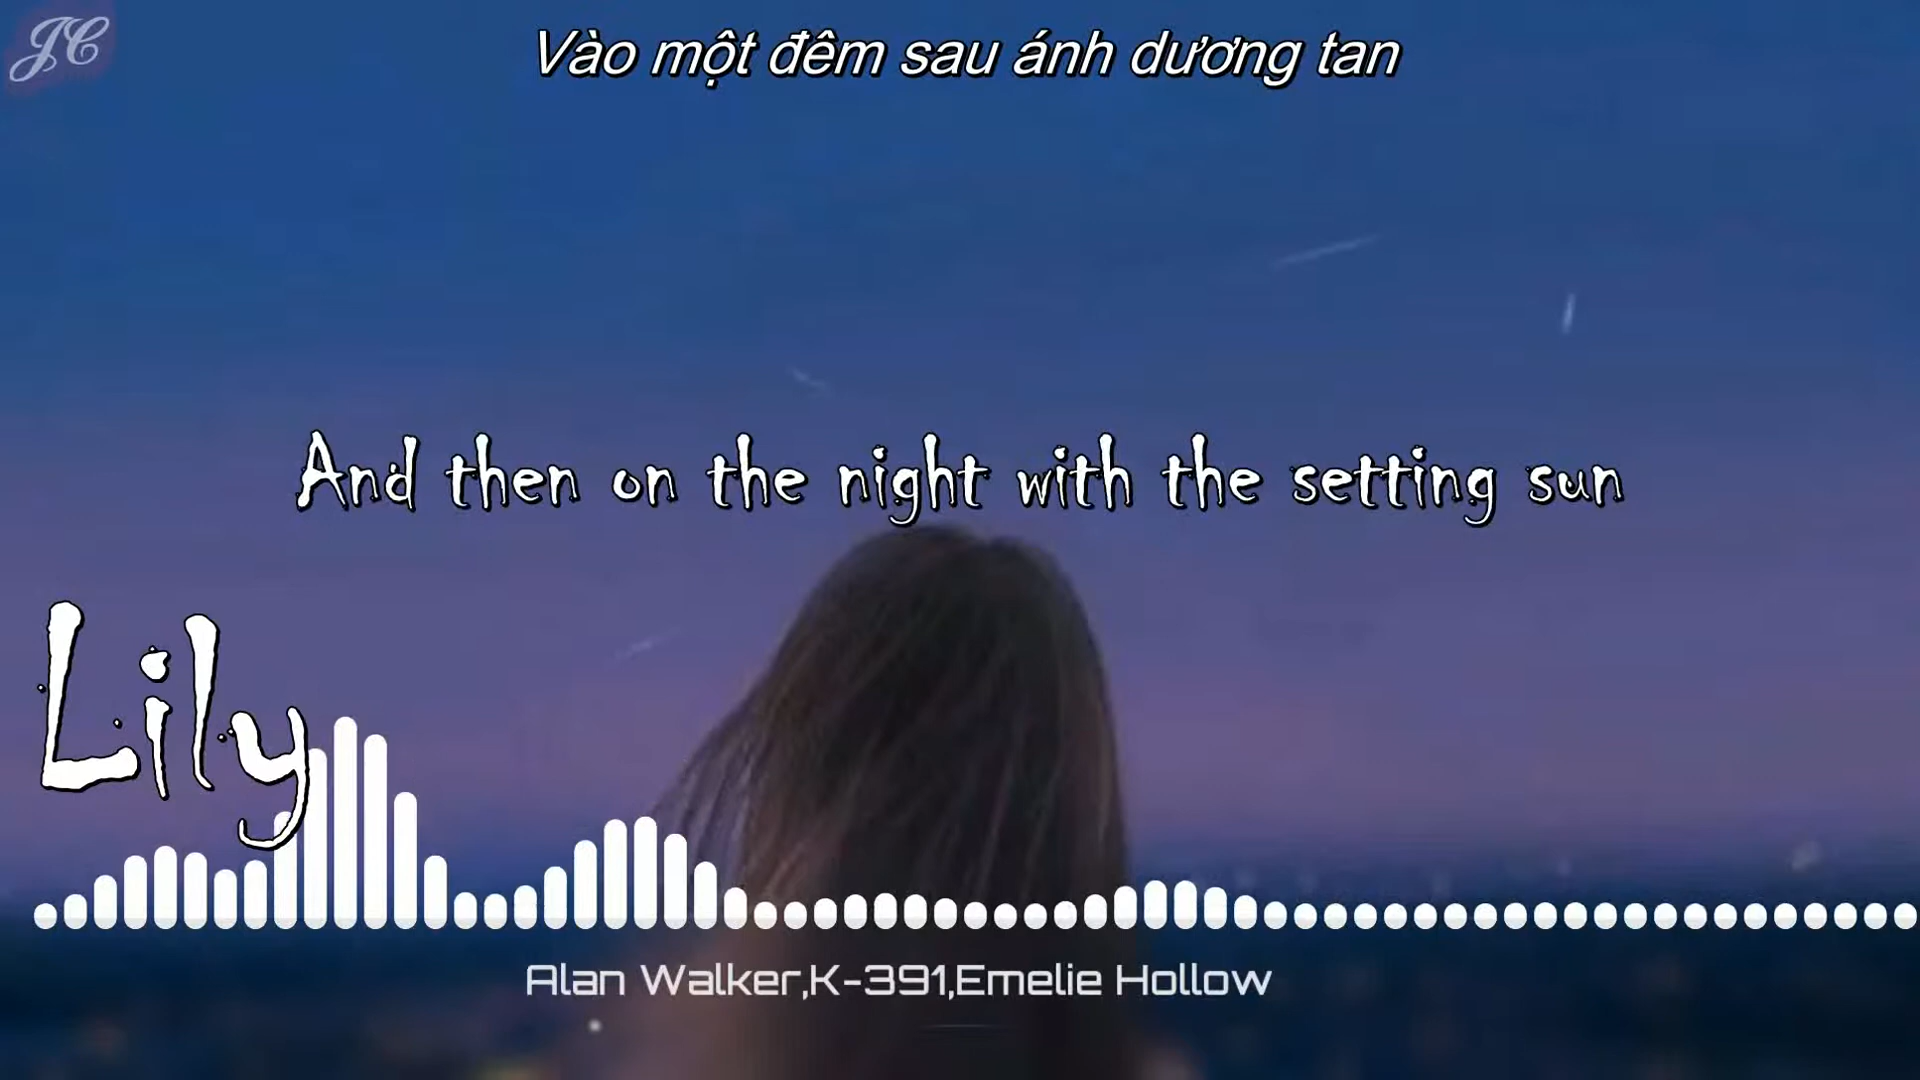 JC
Vào một đêm sau ánh dương tan
And then on the night with the setting sun
Lily
Alan Walker,K-391,Emelie Hollow